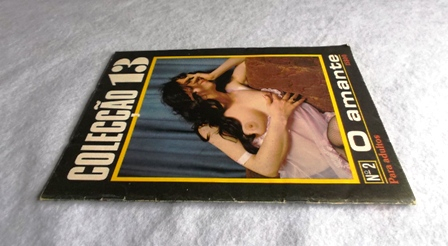 COLECÇÃO 13
Nº 2
O amante
Para adultos